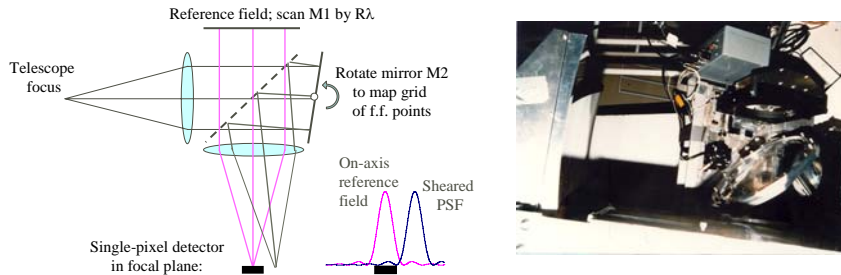 Reference field; scan M1 by Rλ
Telescope
focus
Rotate mirror M2
to map grid
of f.f. points
On-axis
reference
field
Sheared
PSF
Single-pixel detector
in focal plane: